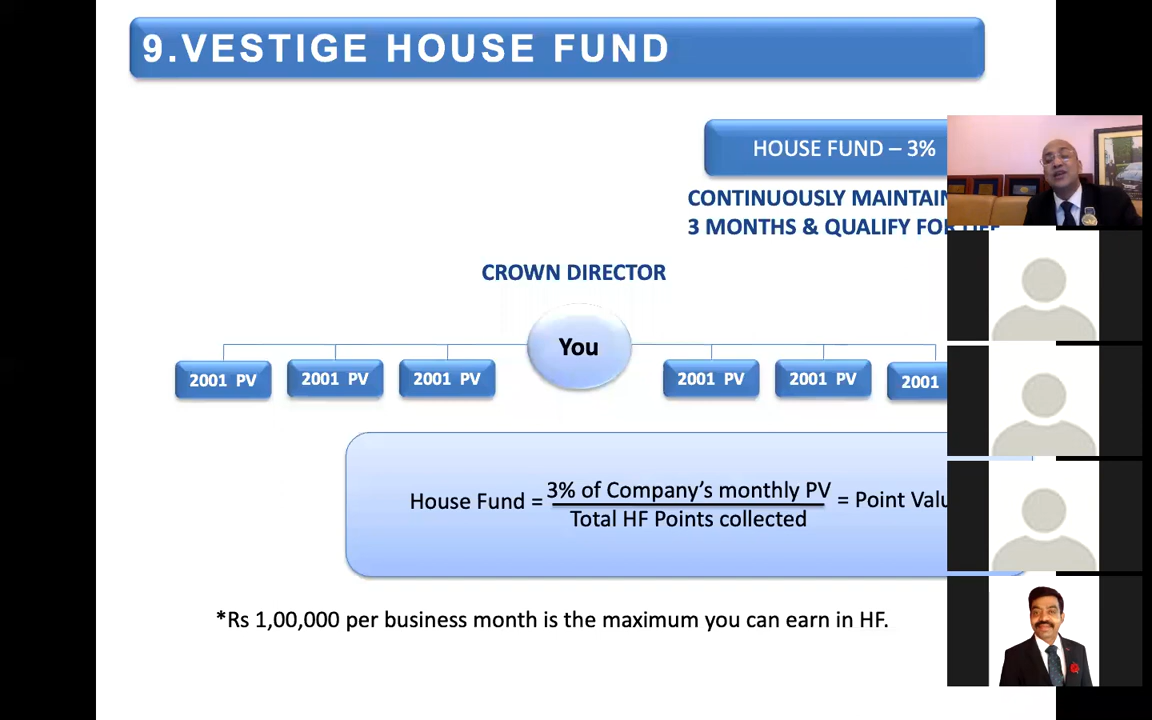 9.VESTIGE HOUSE FUND
HOUSE FUND – 3%
CONTINUOUSLY MAINTAIN
3 MONTHS & QUALIFY FOR LIFE
CROWN DIRECTOR
You
2001 PV
2001 PV
2001 PV
2001 PV
2001 PV
2001
House Fund = 3% of Company's monthly PV = Point
Total HF Points collected
*Rs 1,00,000 per business month is the maximum you can earn in HF.